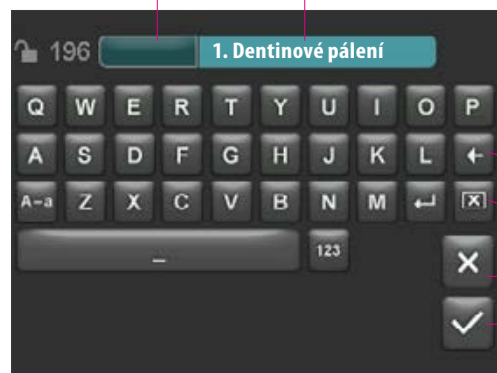 196 1. Dentinové pálení
Q W E R T Y U I O P
A S D F G H J K L
A-a Z X C V B N M
_ 123